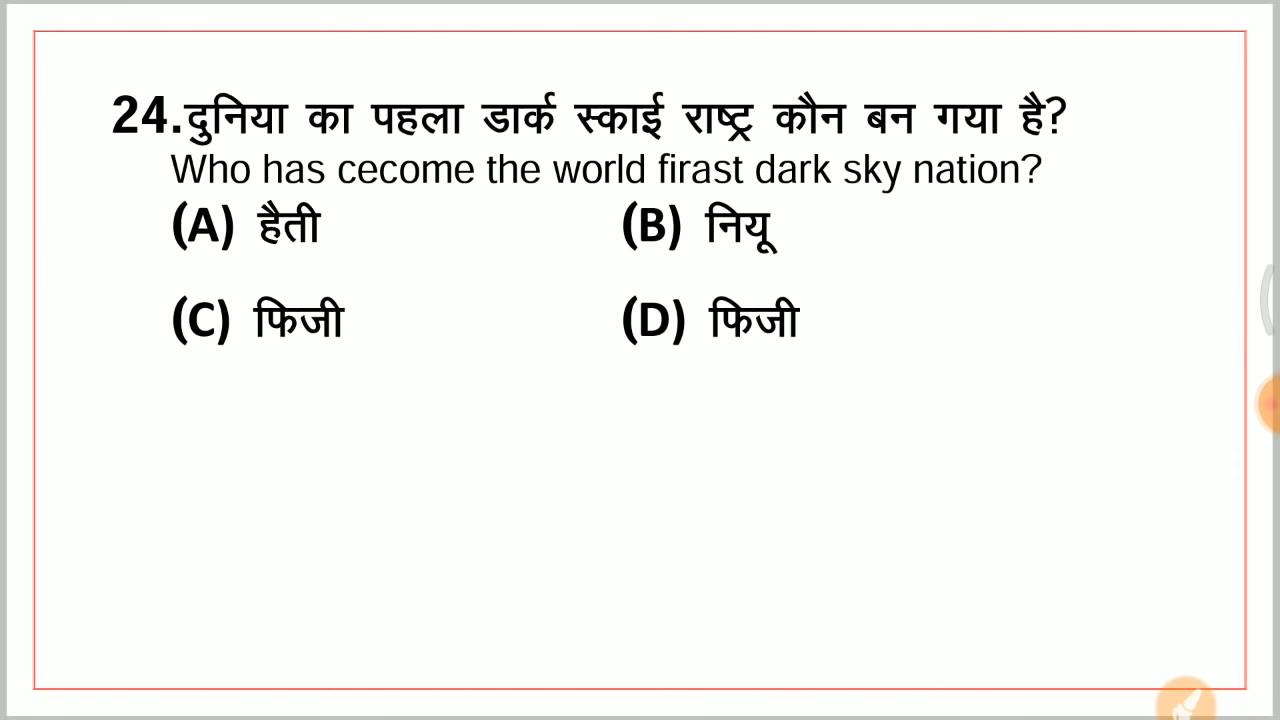 24.दुनिया का पहला डार्क स्काई राष्ट्र कौन बन गया है?
Who has cecome the world firast dark sky nation?
(A) हैती (B) नियू
(C) फिजी (D) फिजी